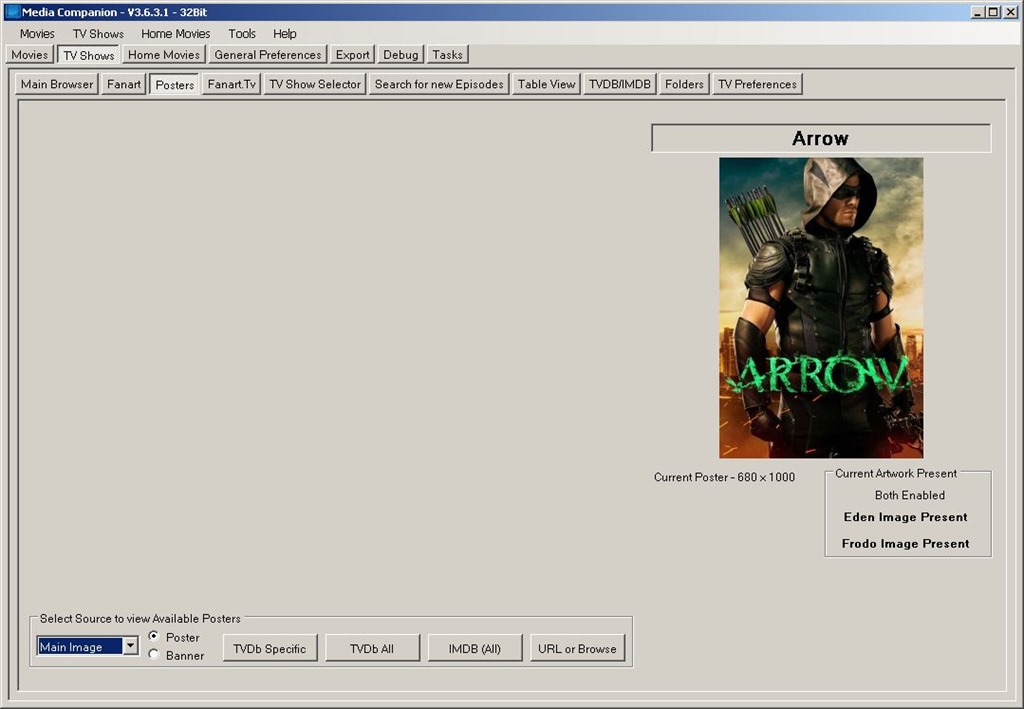 Media Companion - V3.6.3.1 - 32Bit
Movies TV Shows Home Movies Tools Help
Movies TV Shows Home Movies General Preferences Export Debug Tasks
Main Browser Fanart Posters Fanart.Tv TV Show Selector Search for new Episodes Table View TVDB/IMDB Folders TV Preferences
Arrow
ARROW
Current Poster - 680 x 1000
Current Artwork Present
Both Enabled
Eden Image Present
Frodo Image Present
Select Source to view Available Posters
Main Image
Poster
Banner
TVDb Specific TVDb All IMDB (All) URL or Browse